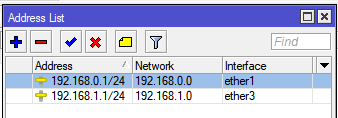 Address List
Find
Address Network Interface
192.168.0.1/24 192.168.0.0 ether1
192.168.1.1/24 192.168.1.0 ether3